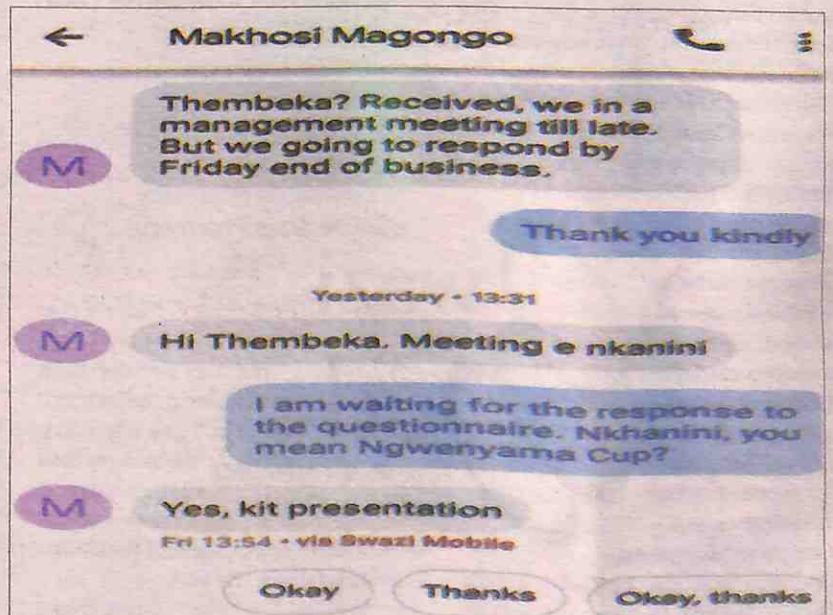 Makhosi Magongo
Thembeka? Received, we in a
management meeting till late.
But we going to respond by
Friday end of business.
M
Thank you kindly
Yesterday • 13:31
M
Hi Thembeka. Meeting e nkanini
I am waiting for the response to
the questionnaire. Nkhanini, you
mean Ngwenyama Cup?
M
Yes, kit presentation
Fri 13:54 • via Swazi Mobile
Okay
Thanks
Okay, thanks